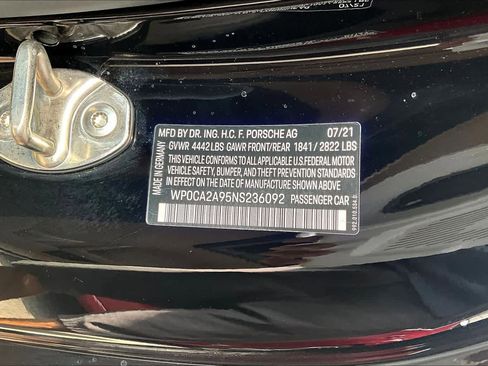 MFD BY DR. ING. H.C. F. PORSCHE AG 07/21
GVWR 4442LBS GAWR FRONT/REAR 1841 / 2822 LBS
THIS VEHICLE CONFORMS TO ALL APPLICABLE U.S.FEDERAL MOTOR
VEHICLE SAFETY, BUMPER, AND THEFT PREVENTION STANDARDS
IN EFFECT ON THE DATE OF MANUFACTURE SHOWN ABOVE.
WP0CA2A95NS236092 PASSENGER CAR
MADE IN GERMANY